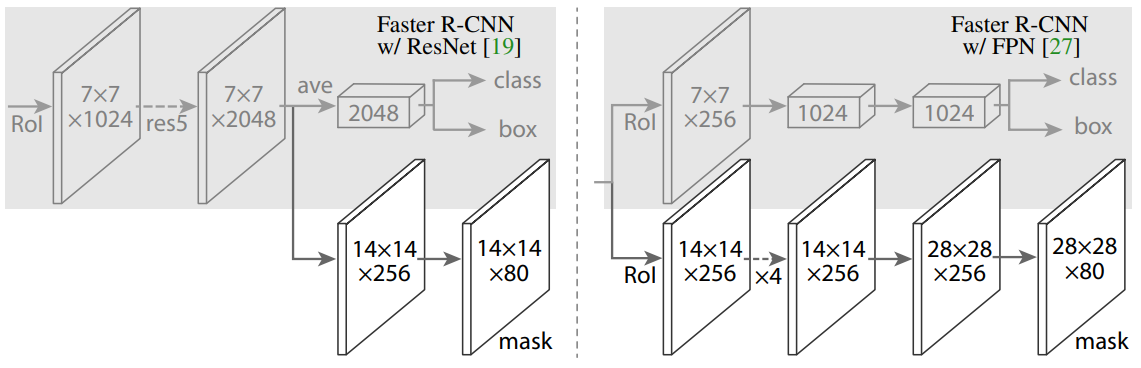 Faster R-CNN
w/ ResNet [19]
RoI
7×7
×1024
res5
7×7
×2048
ave
2048
class
box
14×14
×256
14×14
×80
mask
Faster R-CNN
w/ FPN [27]
RoI
7×7
×256
1024
1024
class
box
RoI
14×14
×256
×4
14×14
×256
28×28
×256
28×28
×80
mask